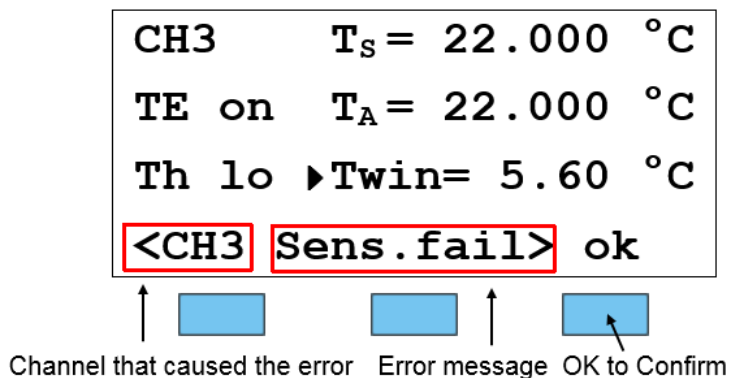 CH3 Tₛ = 22.000 °C
TE on T_A = 22.000 °C
Th lo ▶Twin= 5.60 °C
<CH3 Sens.fail> ok
Channel that caused the error Error message OK to Confirm